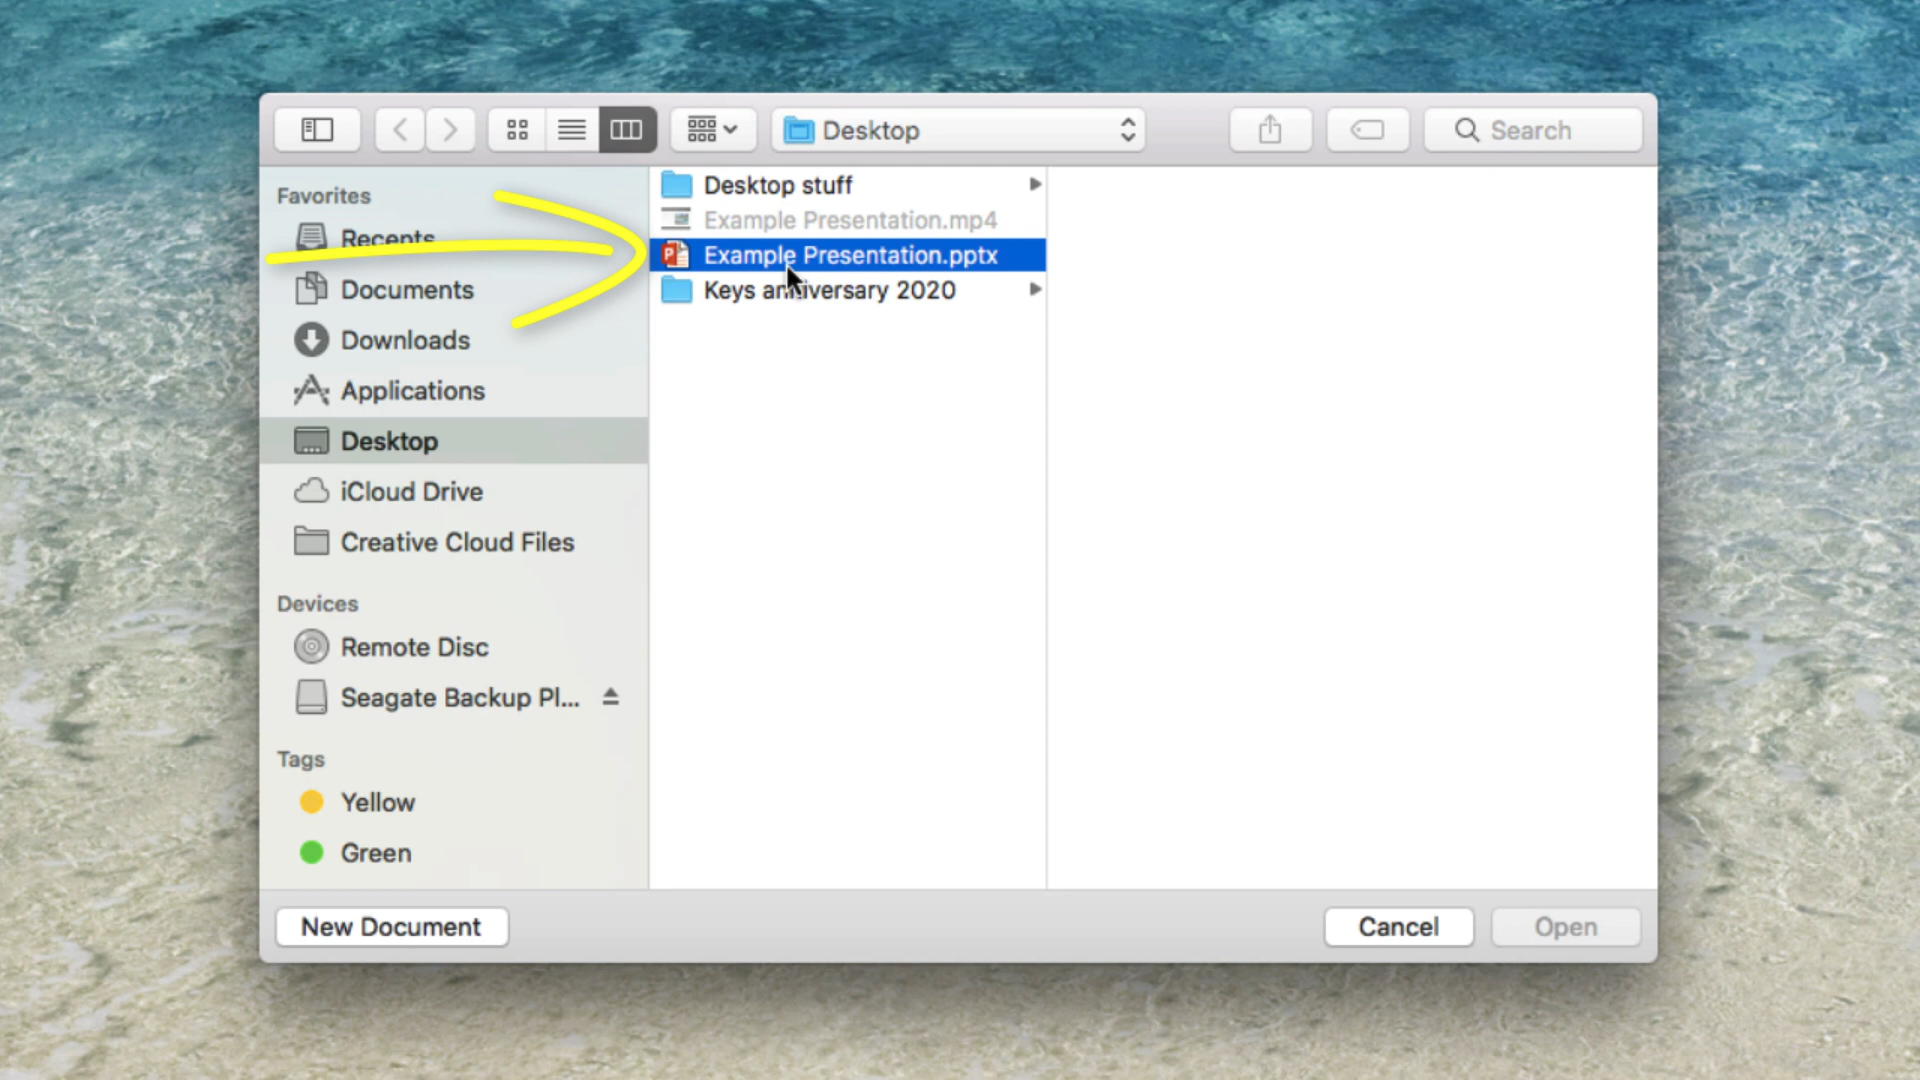 Desktop
Search
Favorites
Recents
Documents
Downloads
Applications
Desktop
iCloud Drive
Creative Cloud Files
Devices
Remote Disc
Seagate Backup Pl...
Tags
Yellow
Green
Desktop stuff
Example Presentation.mp4
Example Presentation.pptx
Keys anniversary 2020
New Document
Cancel
Open